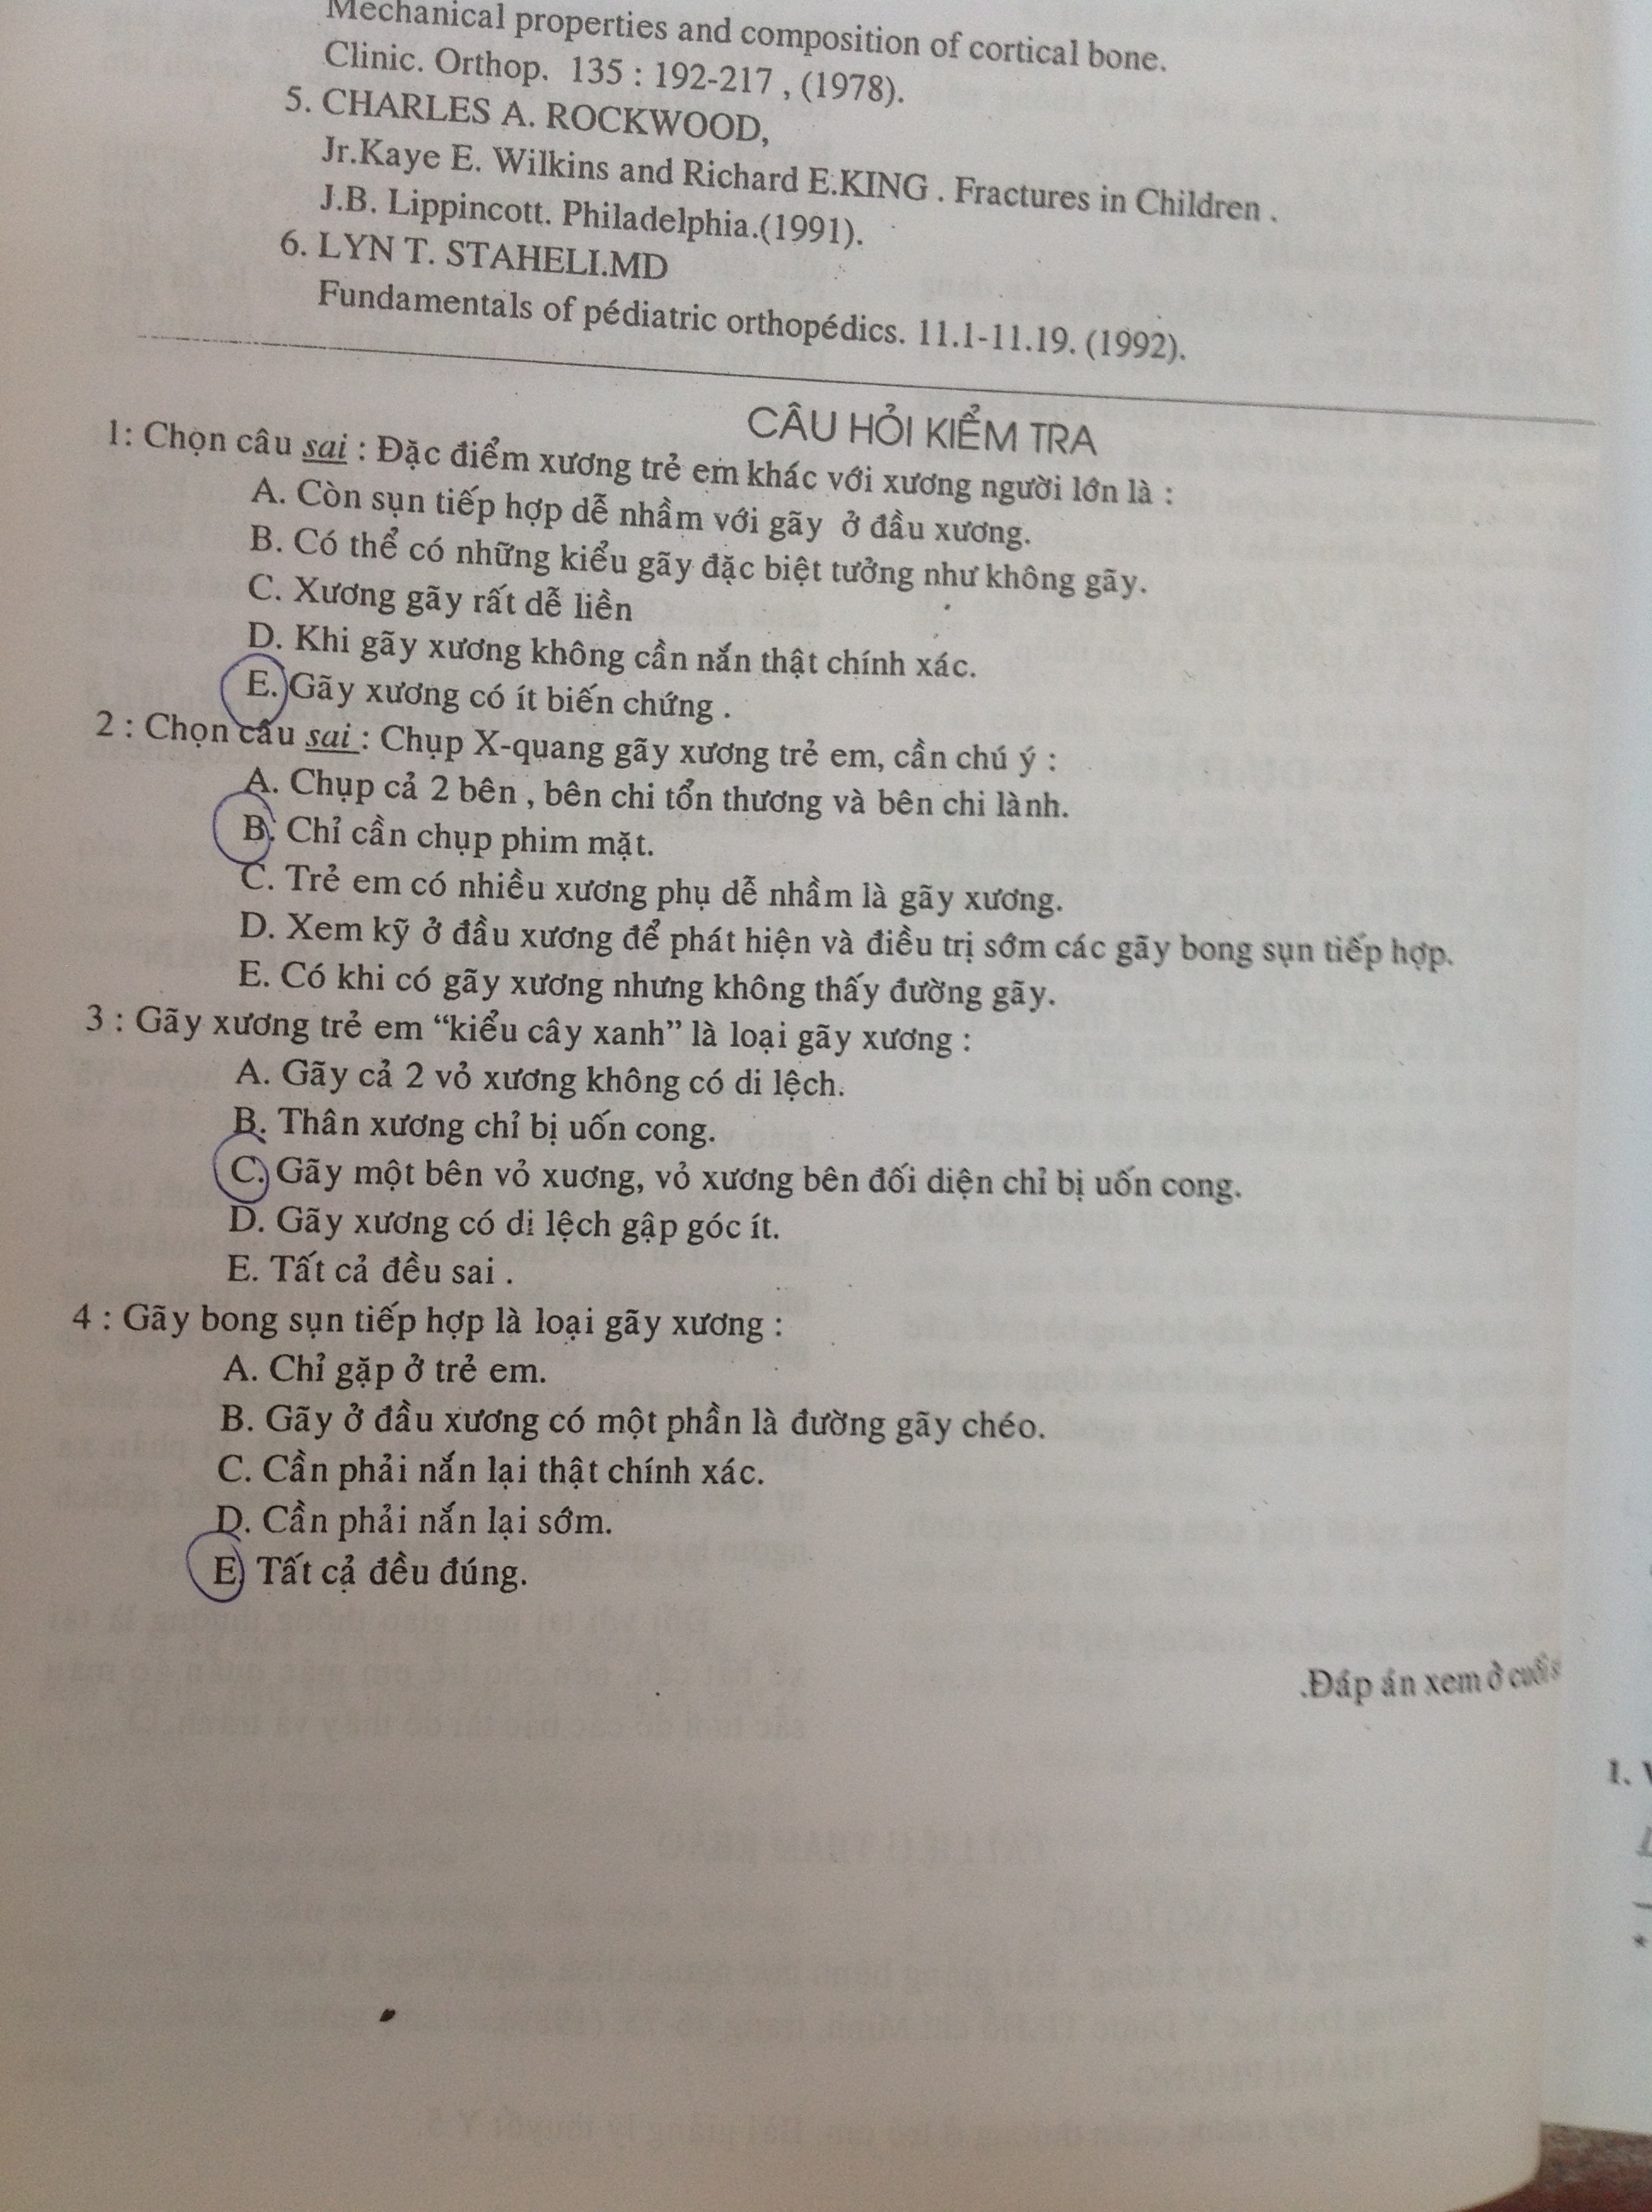 Mechanical properties and composition of cortical bone.
Clinic. Orthop. 135 : 192-217 , (1978).
5. CHARLES A. ROCKWOOD,
Jr.Kaye E. Wilkins and Richard E.KING . Fractures in Children .
J.B. Lippincott. Philadelphia.(1991).
6. LYN T. STAHELI.MD
Fundamentals of pédiatric orthopédics. 11.1-11.19. (1992).
CÂU HỎI KIỂM TRA
1: Chọn câu sai : Đặc điểm xương trẻ em khác với xương người lớn là :
A. Còn sụn tiếp hợp dễ nhầm với gãy ở đầu xương.
B. Có thể có những kiểu gãy đặc biệt tưởng như không gãy.
C. Xương gãy rất dễ liền
D. Khi gãy xương không cần nắn thật chính xác.
E. Gãy xương có ít biến chứng .
2 : Chọn câu sai : Chụp X-quang gãy xương trẻ em, cần chú ý :
A. Chụp cả 2 bên , bên chi tổn thương và bên chi lành.
B. Chỉ cần chụp phim mặt.
C. Trẻ em có nhiều xương phụ dễ nhầm là gãy xương.
D. Xem kỹ ở đầu xương để phát hiện và điều trị sớm các gãy bong sụn tiếp hợp.
E. Có khi có gãy xương nhưng không thấy đường gãy.
3 : Gãy xương trẻ em “kiểu cây xanh” là loại gãy xương :
A. Gãy cả 2 vỏ xương không có di lệch.
B. Thân xương chỉ bị uốn cong.
C. Gãy một bên vỏ xuơng, vỏ xương bên đối diện chỉ bị uốn cong.
D. Gãy xương có di lệch gập góc ít.
E. Tất cả đều sai .
4 : Gãy bong sụn tiếp hợp là loại gãy xương :
A. Chỉ gặp ở trẻ em.
B. Gãy ở đầu xương có một phần là đường gãy chéo.
C. Cần phải nắn lại thật chính xác.
D. Cần phải nắn lại sớm.
E. Tất cả đều đúng.
.Đáp án xem ở cuối
1.
*